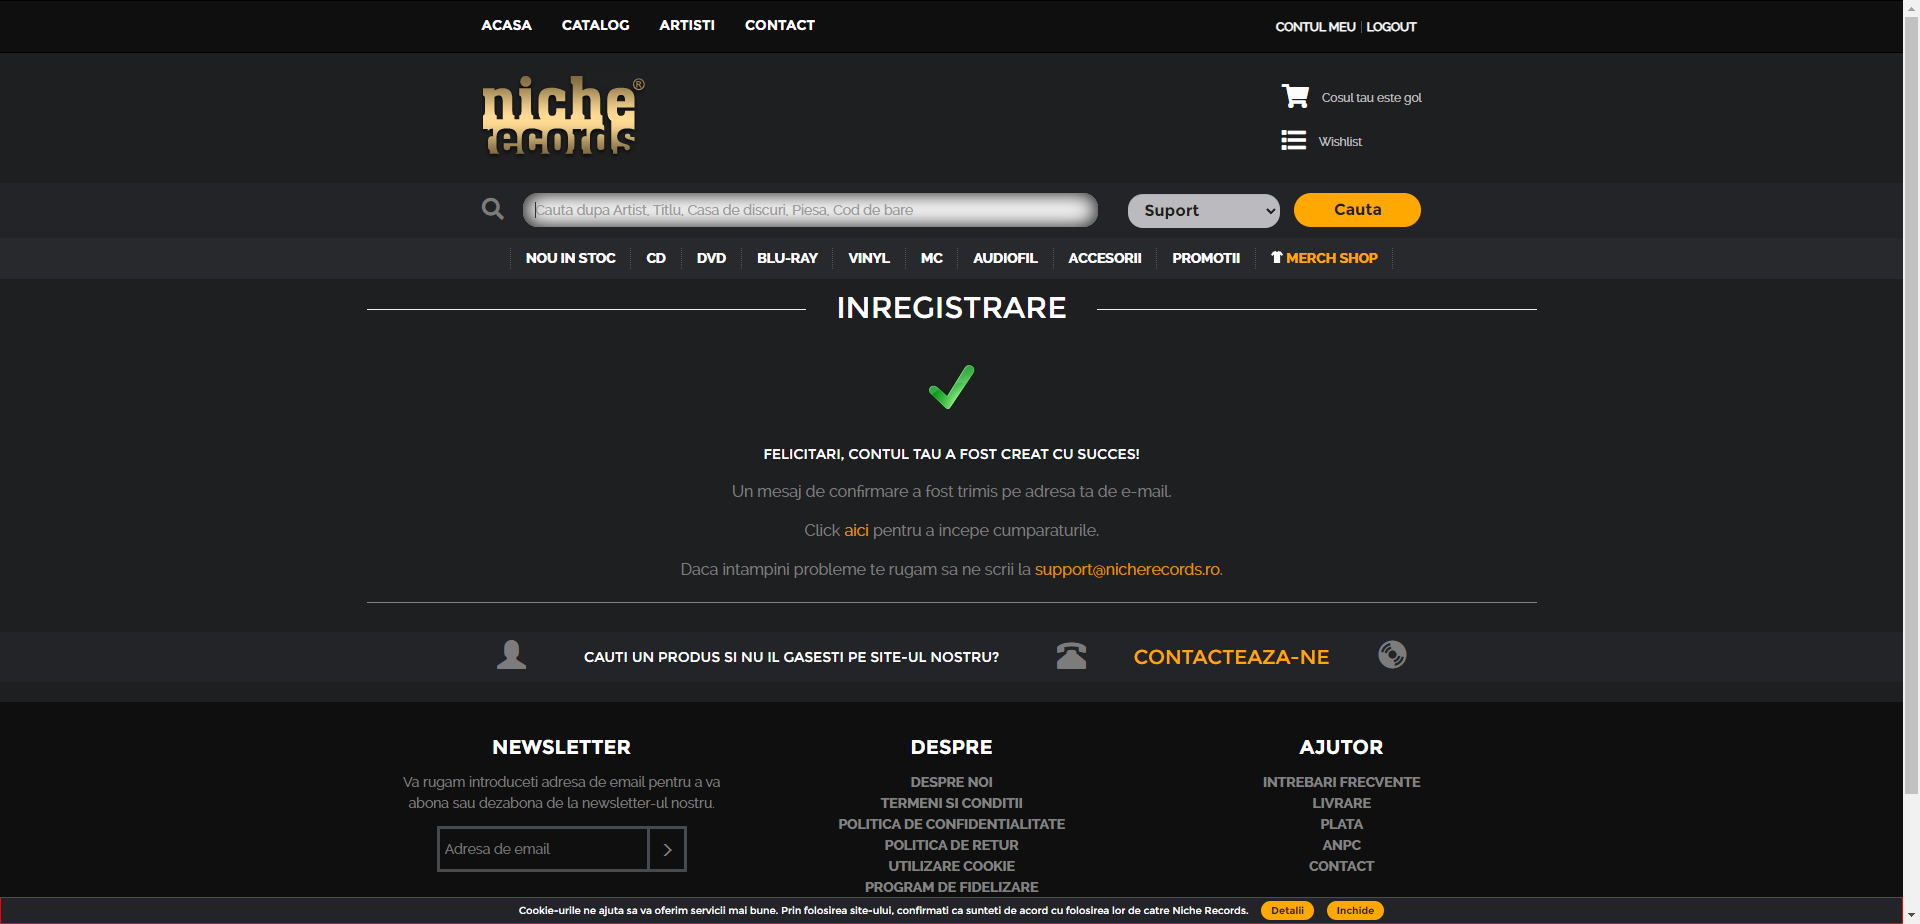 ACASA CATALOG ARTISTI CONTACT
CONTUL MEU | LOGOUT
niche®
records
Cosul tau este gol
Wishlist
Cauta dupa Artist, Titlu, Casa de discuri, Piesa, Cod de bare
Suport
Cauta
NOU IN STOC CD DVD BLU-RAY VINYL MC AUDIOFIL ACCESORII PROMOTII MERCH SHOP
INREGISTRARE
FELICITARI, CONTUL TAU A FOST CREAT CU SUCCES!
Un mesaj de confirmare a fost trimis pe adresa ta de e-mail.
Click aici pentru a incepe cumparaturile.
Daca intampini probleme te rugam sa ne scrii la support@nicherecords.ro.
CAUTI UN PRODUS SI NU IL GASESTI PE SITE-UL NOSTRU?
CONTACTEAZA-NE
NEWSLETTER
Va rugam introduceti adresa de email pentru a va
abona sau dezabona de la newsletter-ul nostru.
Adresa de email
DESPRE
DESPRE NOI
TERMENI SI CONDITII
POLITICA DE CONFIDENTIALITATE
POLITICA DE RETUR
UTILIZARE COOKIE
PROGRAM DE FIDELIZARE
AJUTOR
INTREBARI FRECVENTE
LIVRARE
PLATA
ANPC
CONTACT
Cookie-urile ne ajuta sa va oferim servicii mai bune. Prin folosirea site-ului, confirmati ca sunteti de acord cu folosirea lor de catre Niche Records. Detalii Inchide